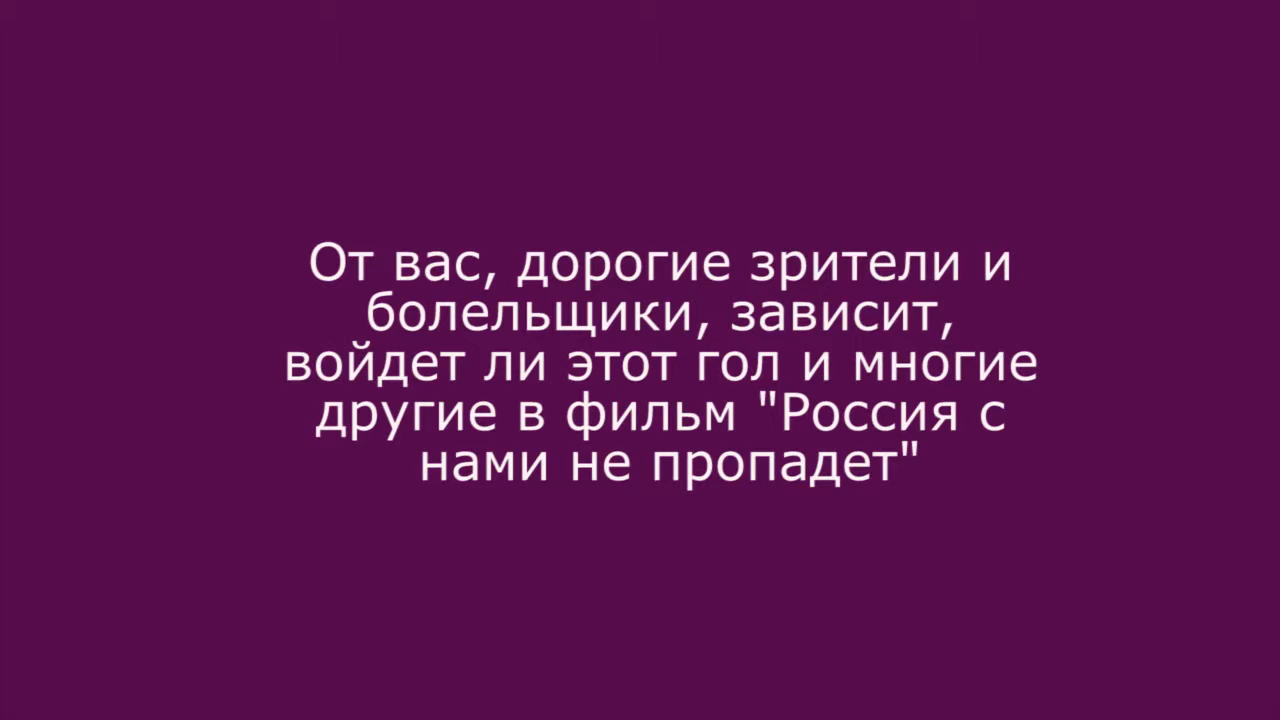 От вас, дорогие зрители и
болельщики, зависит,
войдет ли этот гол и многие
другие в фильм "Россия с
нами не пропадет"